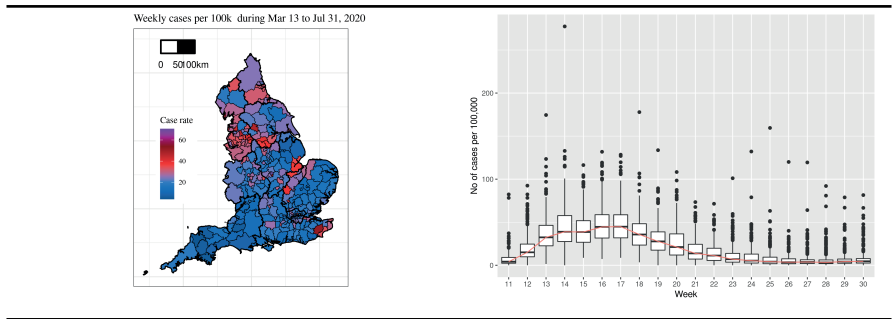 Weekly cases per 100k during Mar 13 to Jul 31, 2020
0 50100km
Case rate
60
40
20
No of cases per 100,000
200
100
0
11 12 13 14 15 16 17 18 19 20 21 22 23 24 25 26 27 28 29 30
Week